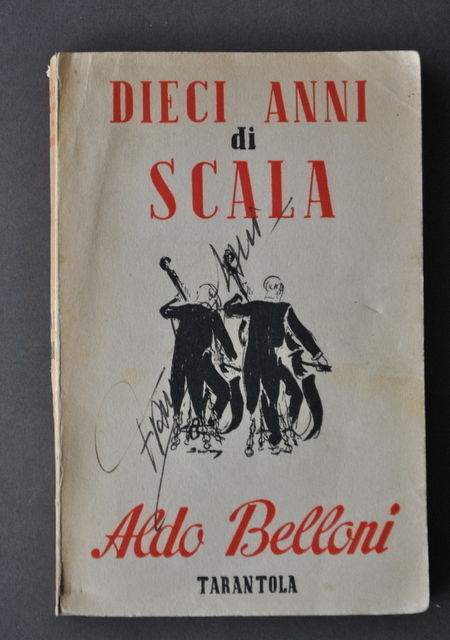 DIECI ANNI
di
SCALA
Aldo Belloni
TARANTOLA